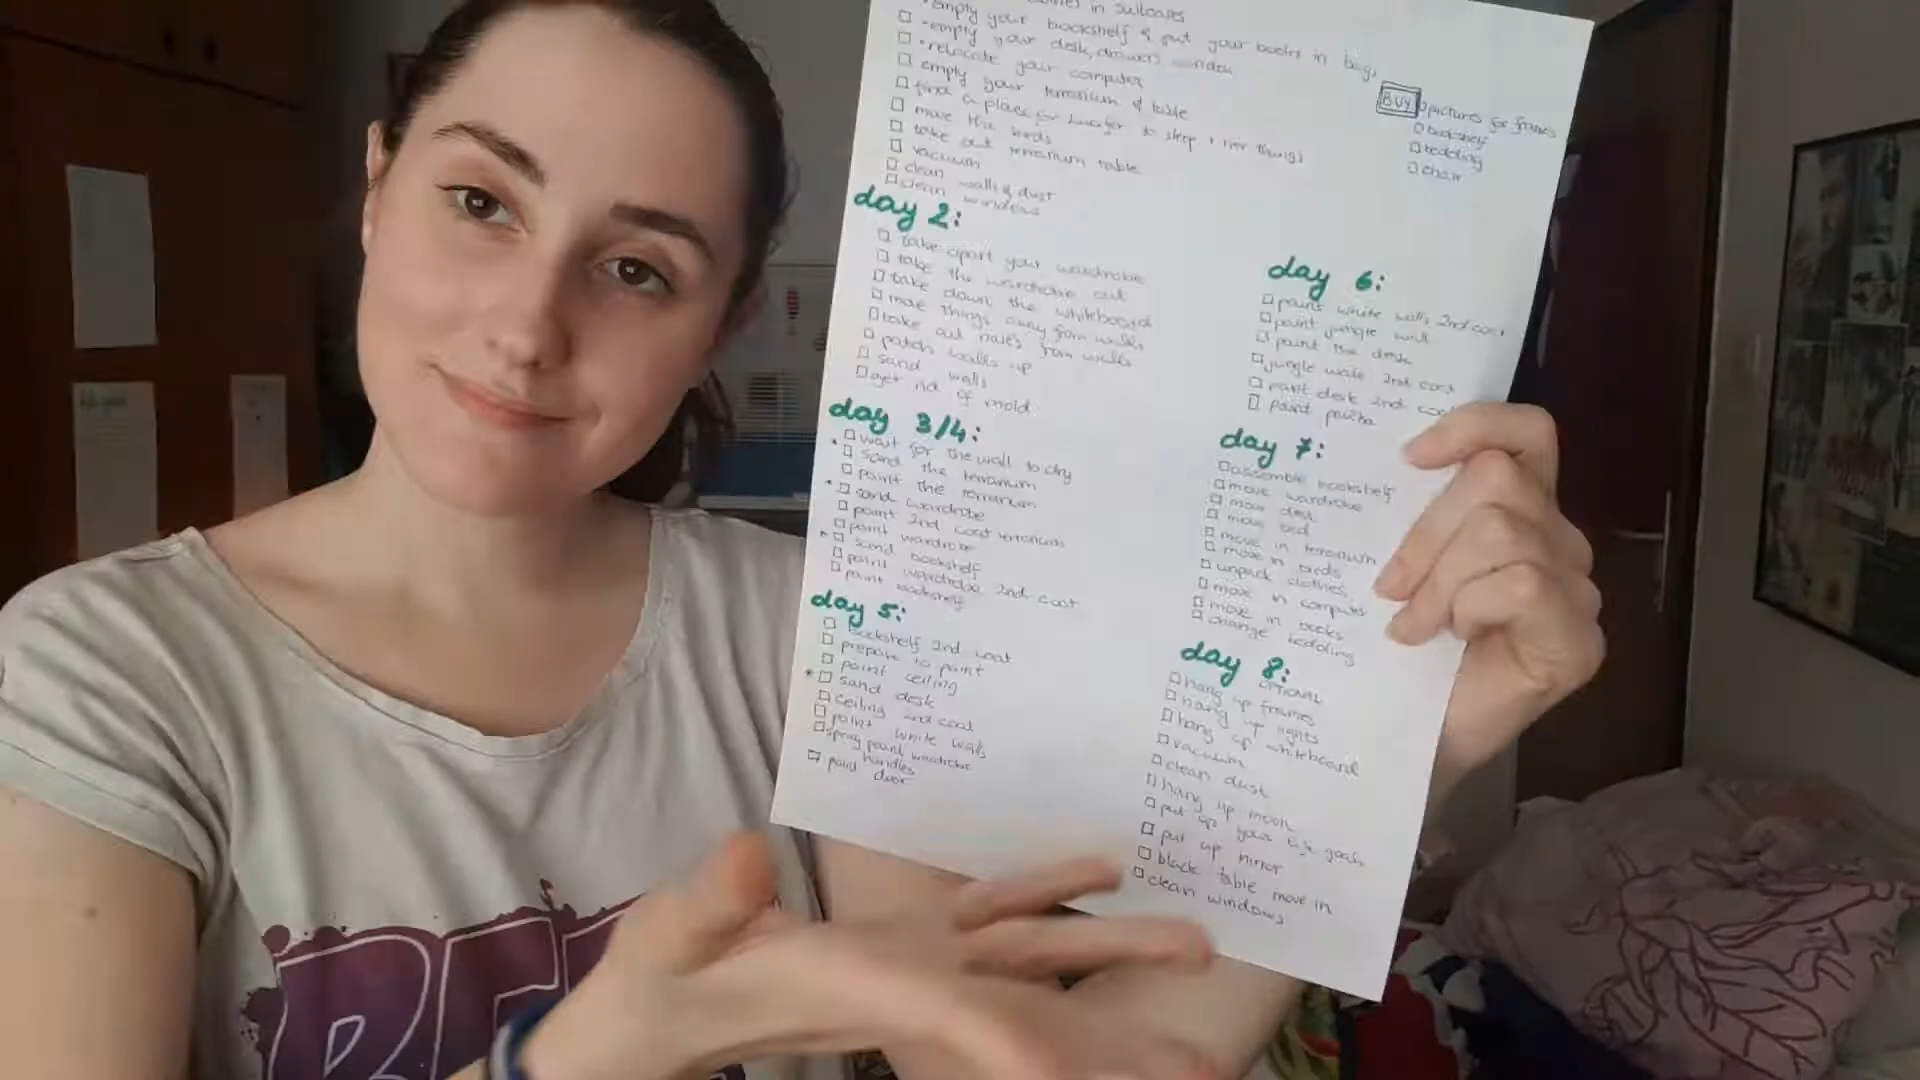 clothes in suitcases
• empty your bookshelf & put your books in bags
• empty your desk, drawers, window
• relocate your computer
empty your terrarium & table
find a place for Lucifer to sleep + her things
move the birds
take out terrarium table
vacuum
clean walls & dust
clean windows
day 2:
take apart your wardrobe
take the wardrobe out
take down the whiteboard
move things away from walls
take out nails from walls
patch walls up
sand walls
get rid of mold
day 3/4:
wait for the wall to dry
sand the terrarium
paint the terrarium
sand wardrobe
paint 2nd coat terrarium
paint wardrobe
sand bookshelf
paint wardrobe 2nd coat
paint bookshelf
day 5:
bookshelf 2nd coat
prepare to paint
paint ceiling
sand desk
ceiling 2nd coat
paint white walls
spray paint wardrobe
handles
paint door
BUY
pictures for frames
bookshelf
bedding
chair
day 6:
paint white walls 2nd coat
paint jungle wall
paint the desk
jungle walls 2nd coat
paint desk 2nd coat
paint
day 7:
assemble bookshelf
move wardrobe
move desk
move bed
move in terrarium
move in birds
unpack clothes
move in computer
move in books
change bedding
day 8:
OPTIONAL
hang up frames
hang up lights
hang up whiteboard
vacuum
clean dust
hang up moon
put up your goals
put up mirror
black table move in
clean windows